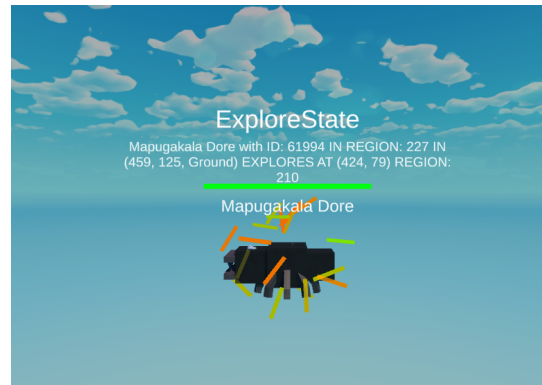 ExploreState
Mapugakala Dore with ID: 61994 IN REGION: 227 IN
(459, 125, Ground) EXPLORES AT (424, 79) REGION:
210
Mapugakala Dore